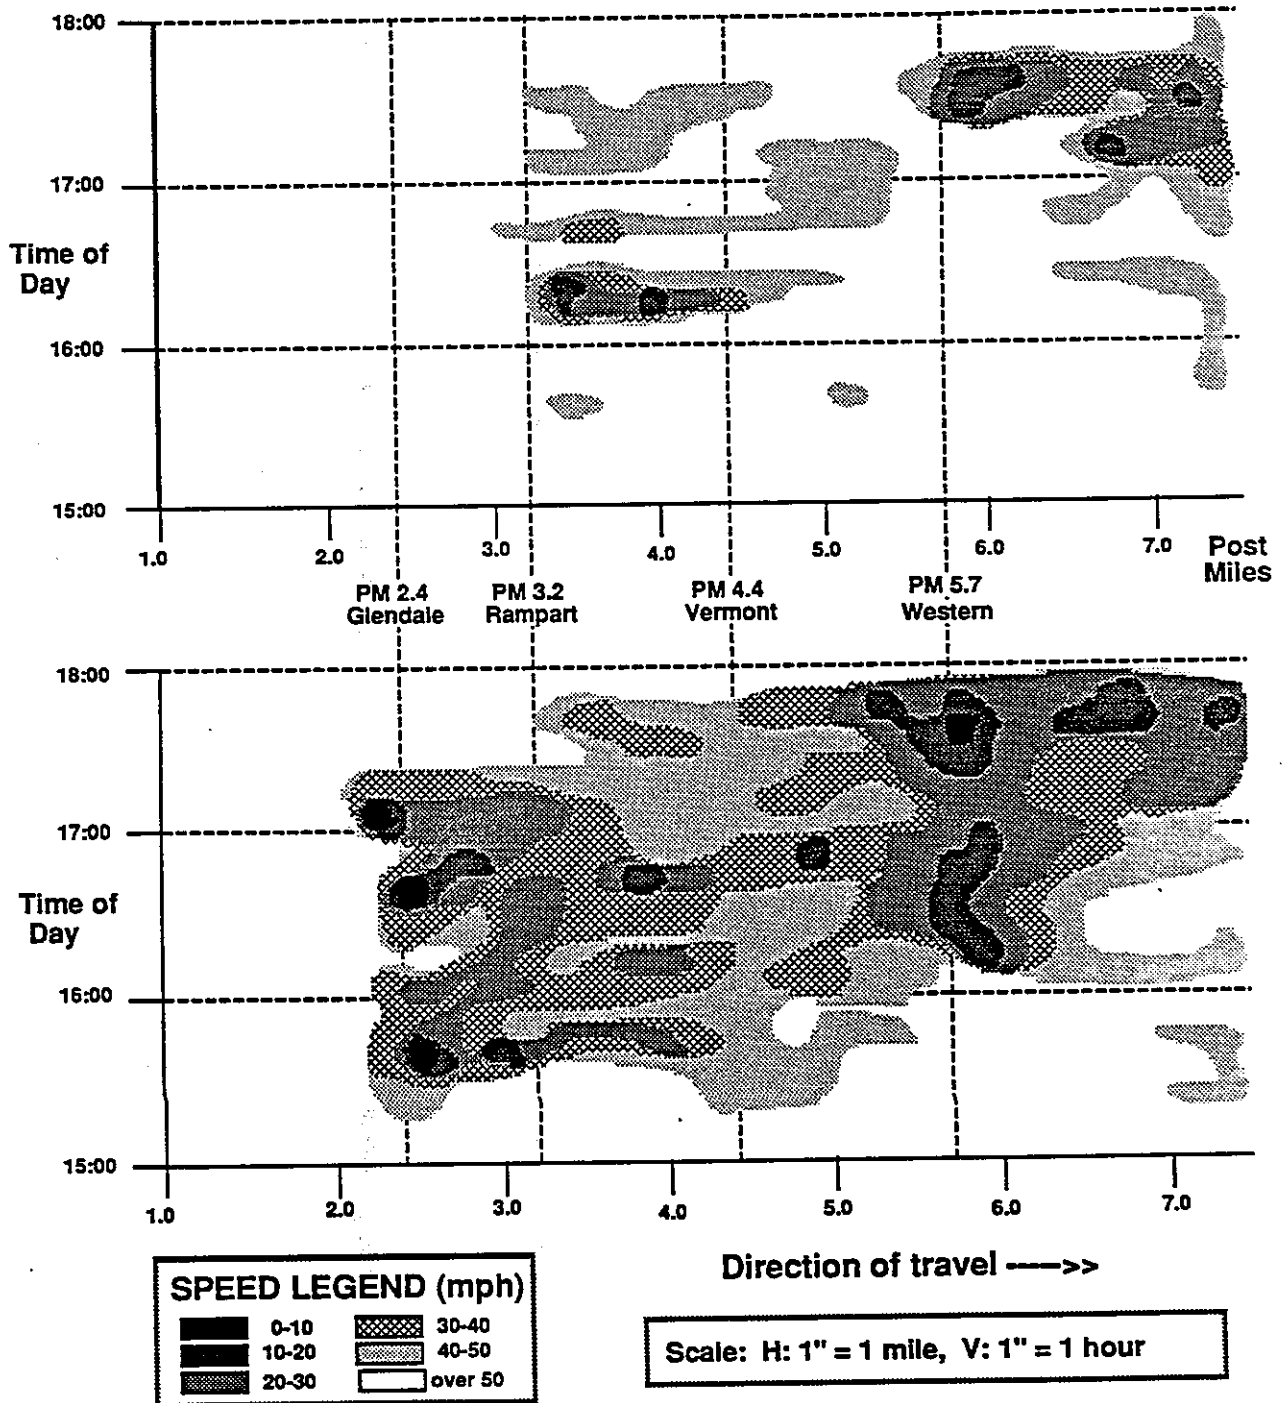 18:00
17:00
Time of
Day
16:00
15:00
1.0 2.0 3.0 4.0 5.0 6.0 7.0 Post
Miles
PM 2.4 PM 3.2 PM 4.4 PM 5.7
Glendale Rampart Vermont Western
18:00
17:00
Time of
Day
16:00
15:00
1.0 2.0 3.0 4.0 5.0 6.0 7.0
SPEED LEGEND (mph)
0-10 30-40
10-20 40-50
20-30 over 50
Direction of travel ---->>
Scale: H: 1" = 1 mile, V: 1" = 1 hour